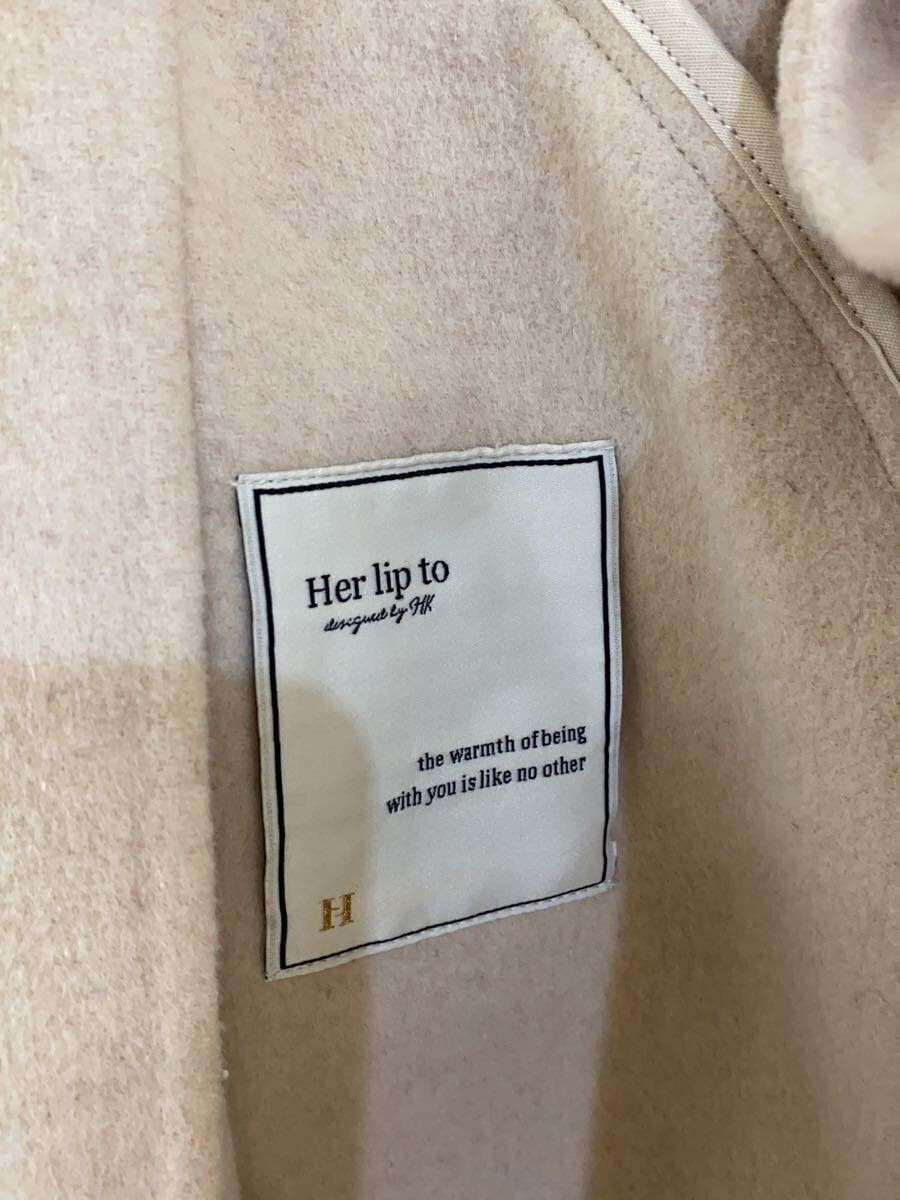 Her lip to
designed by HK
the warmth of being
with you is like no other
H